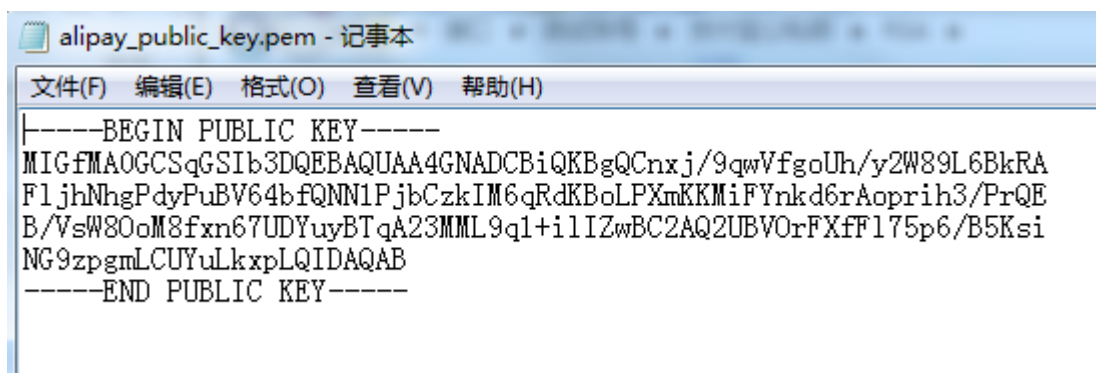 alipay_public_key.pem - 记事本
文件(F) 编辑(E) 格式(O) 查看(V) 帮助(H)
-----BEGIN PUBLIC KEY-----
MIGfMA0GCSqGSIb3DQEBAQUAA4GNADCBiQKBgQCnxj/9qwVfgoUh/y2W89L6BkRA
FljhNhgPdyPuBV64bfQNN1PjbCzkIM6qRdKBoLPXmKKMiFYnkd6rAoprih3/PrQE
B/VsW8OoM8fxn67UDYuyBTqA23MML9q1+ilIZwBC2AQ2UBVOrFXfFl75p6/B5Ksi
NG9zpgmLCUYuLkxpLQIDAQAB
-----END PUBLIC KEY-----